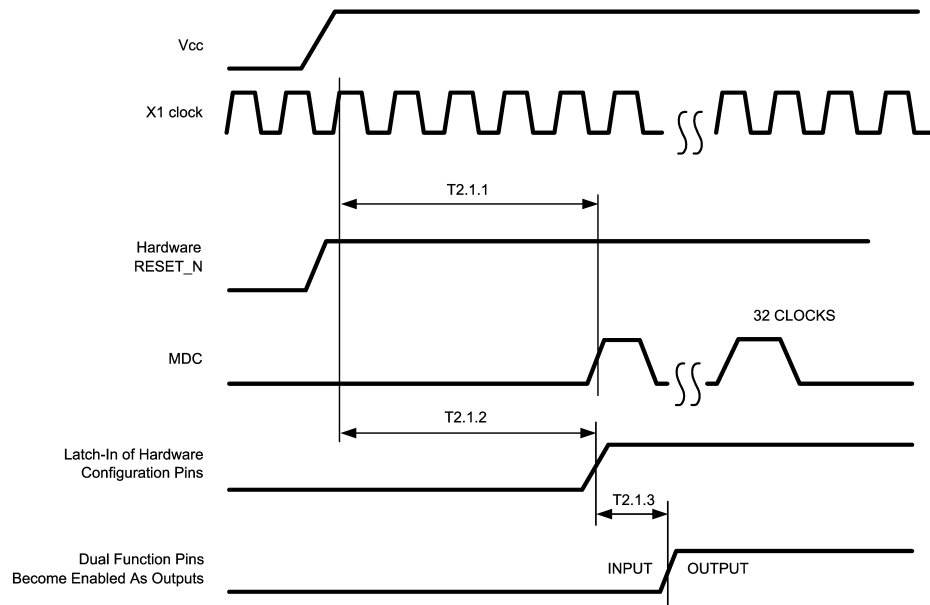 Vcc
X1 clock
T2.1.1
Hardware
RESET_N
32 CLOCKS
MDC
T2.1.2
Latch-In of Hardware
Configuration Pins
T2.1.3
Dual Function Pins
Become Enabled As Outputs
INPUT
OUTPUT